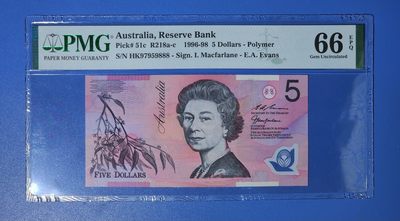 PMG
PAPER MONEY GUARANTY
Australia, Reserve Bank
Pick# 51c R218a-c 1996-98 5 Dollars - Polymer
S/N HK97959888 - Sign. I. Macfarlane - E.A. Evans
66 EPQ
Gem Uncirculated
Australia
5
FIVE DOLLARS